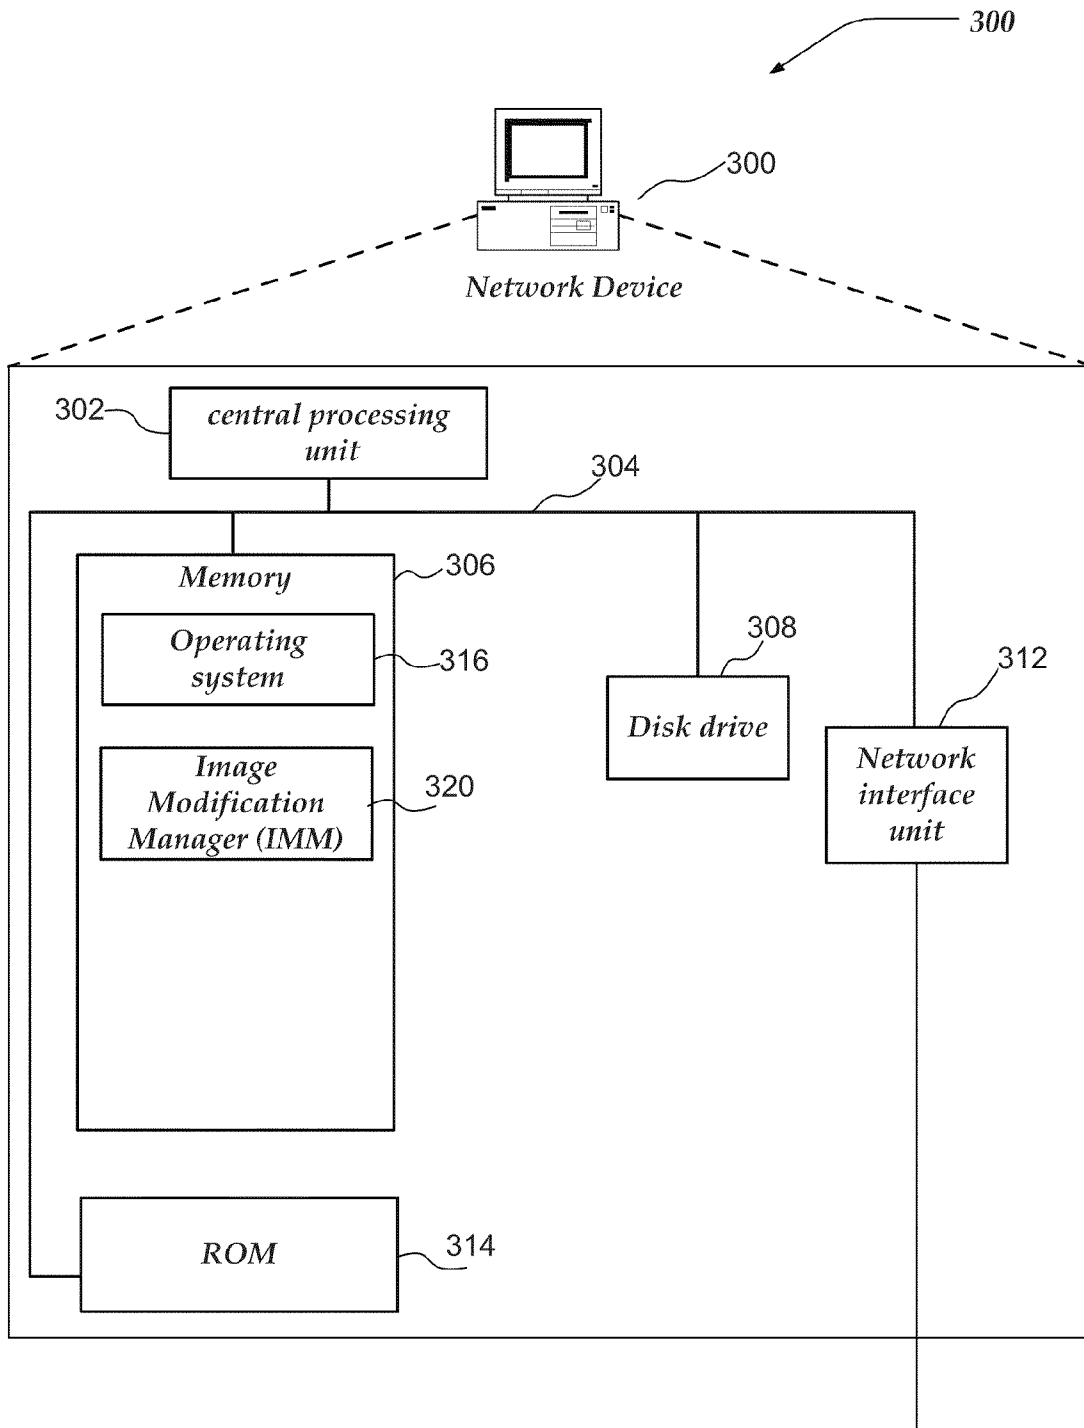 300
300
Network Device
302
central processing
unit
304
Memory
306
Operating
system
316
308
312
Disk drive
Network
interface
unit
Image
Modification
Manager (IMM)
320
ROM
314